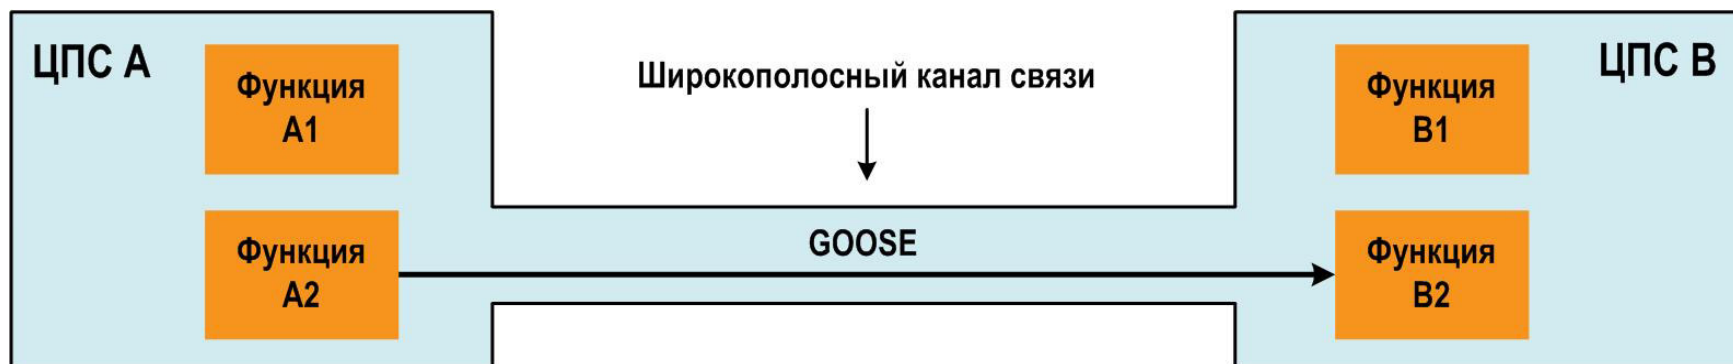 ЦПС А
Функция
А1
Функция
А2
Широкополосный канал связи
GOOSE
ЦПС В
Функция
В1
Функция
В2